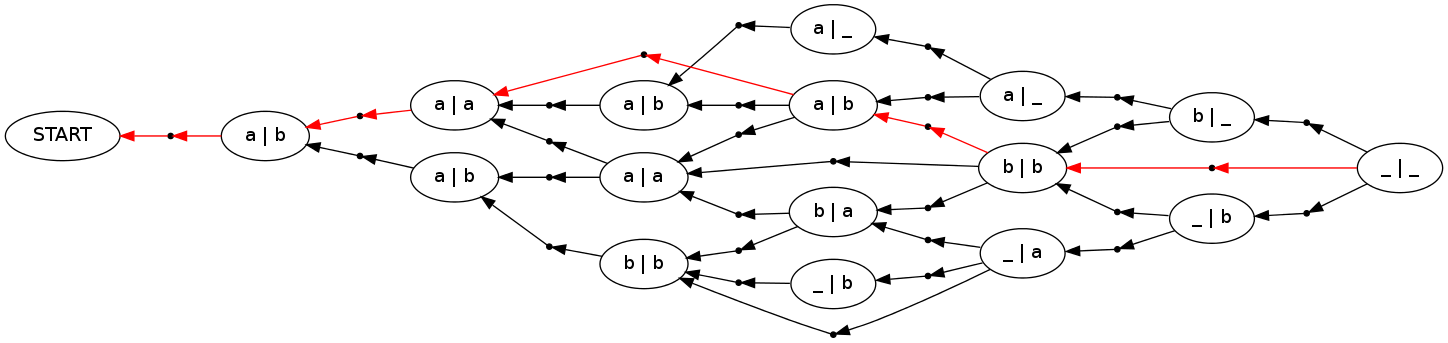 START
a | b
a | a
a | b
a | b
a | a
b | b
a | _
a | b
b | a
_ | b
a | _
b | b
_ | a
b | _
_ | b
_ | _